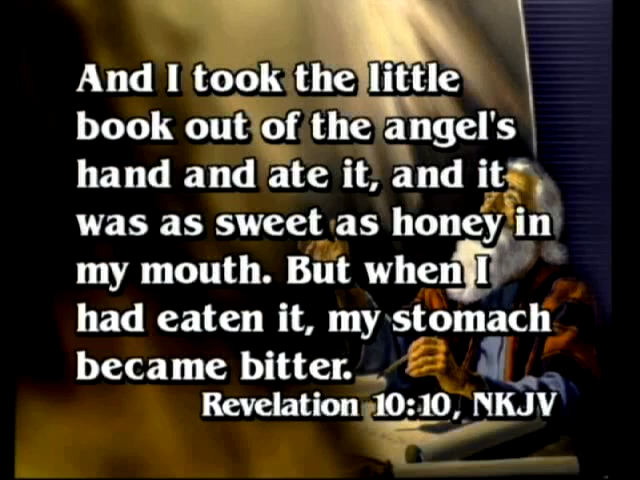 And I took the little
book out of the angel's
hand and ate it, and it
was as sweet as honey in
my mouth. But when I
had eaten it, my stomach
became bitter.
Revelation 10:10, NKJV